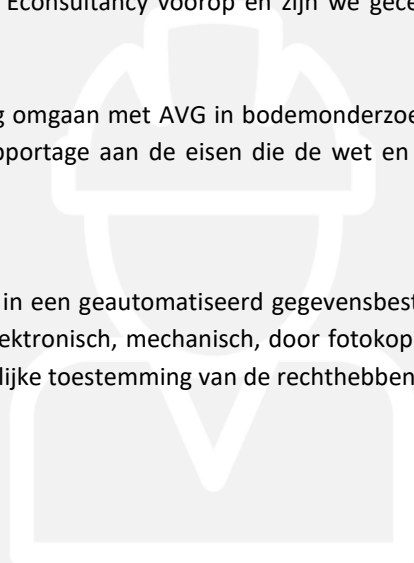 Econsultancy voorop en zijn we gece
omgaan met AVG in bodemonderzoe
pportage aan de eisen die de wet en
in een geautomatiseerd gegevensbest
ektronisch, mechanisch, door fotokop
lijke toestemming van de rechthebben